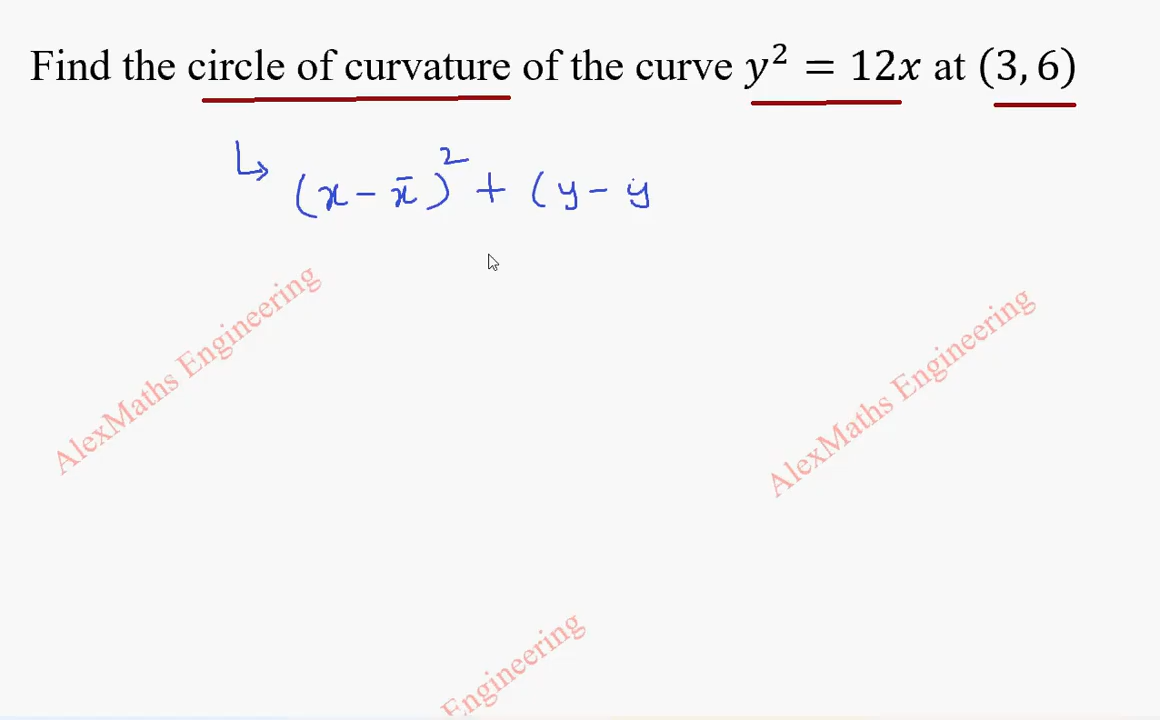 Find the circle of curvature of the curve y² = 12x at (3, 6)
↳ (x - x̄)² + (y - y
AlexMaths Engineering
AlexMaths Engineering
Engineering